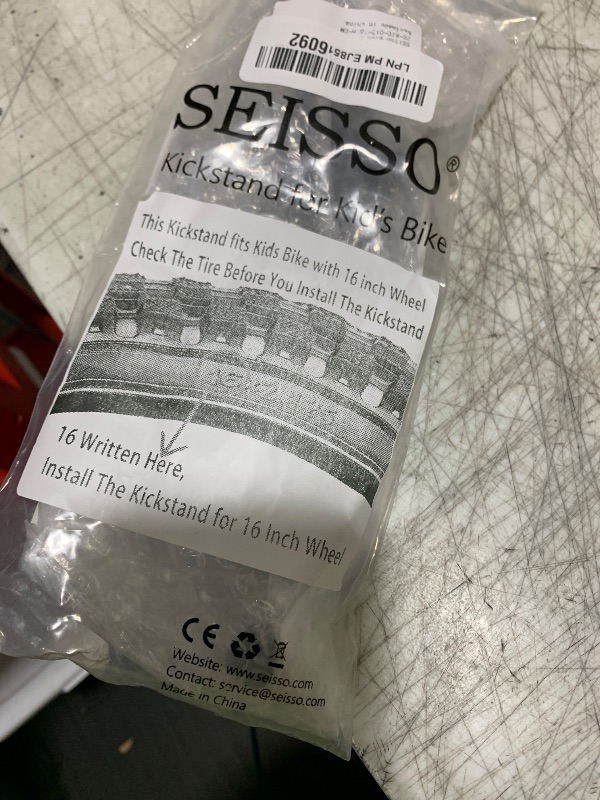 LPN PM EJ8516092
SEISSO®
Kickstand for Kid's Bike
This Kickstand fits Kids Bike with 16 inch Wheel
Check The Tire Before You Install The Kickstand
16 Written Here,
Install The Kickstand for 16 Inch Wheel
CE
Website: www.seisso.com
Contact: service@seisso.com
Made in China